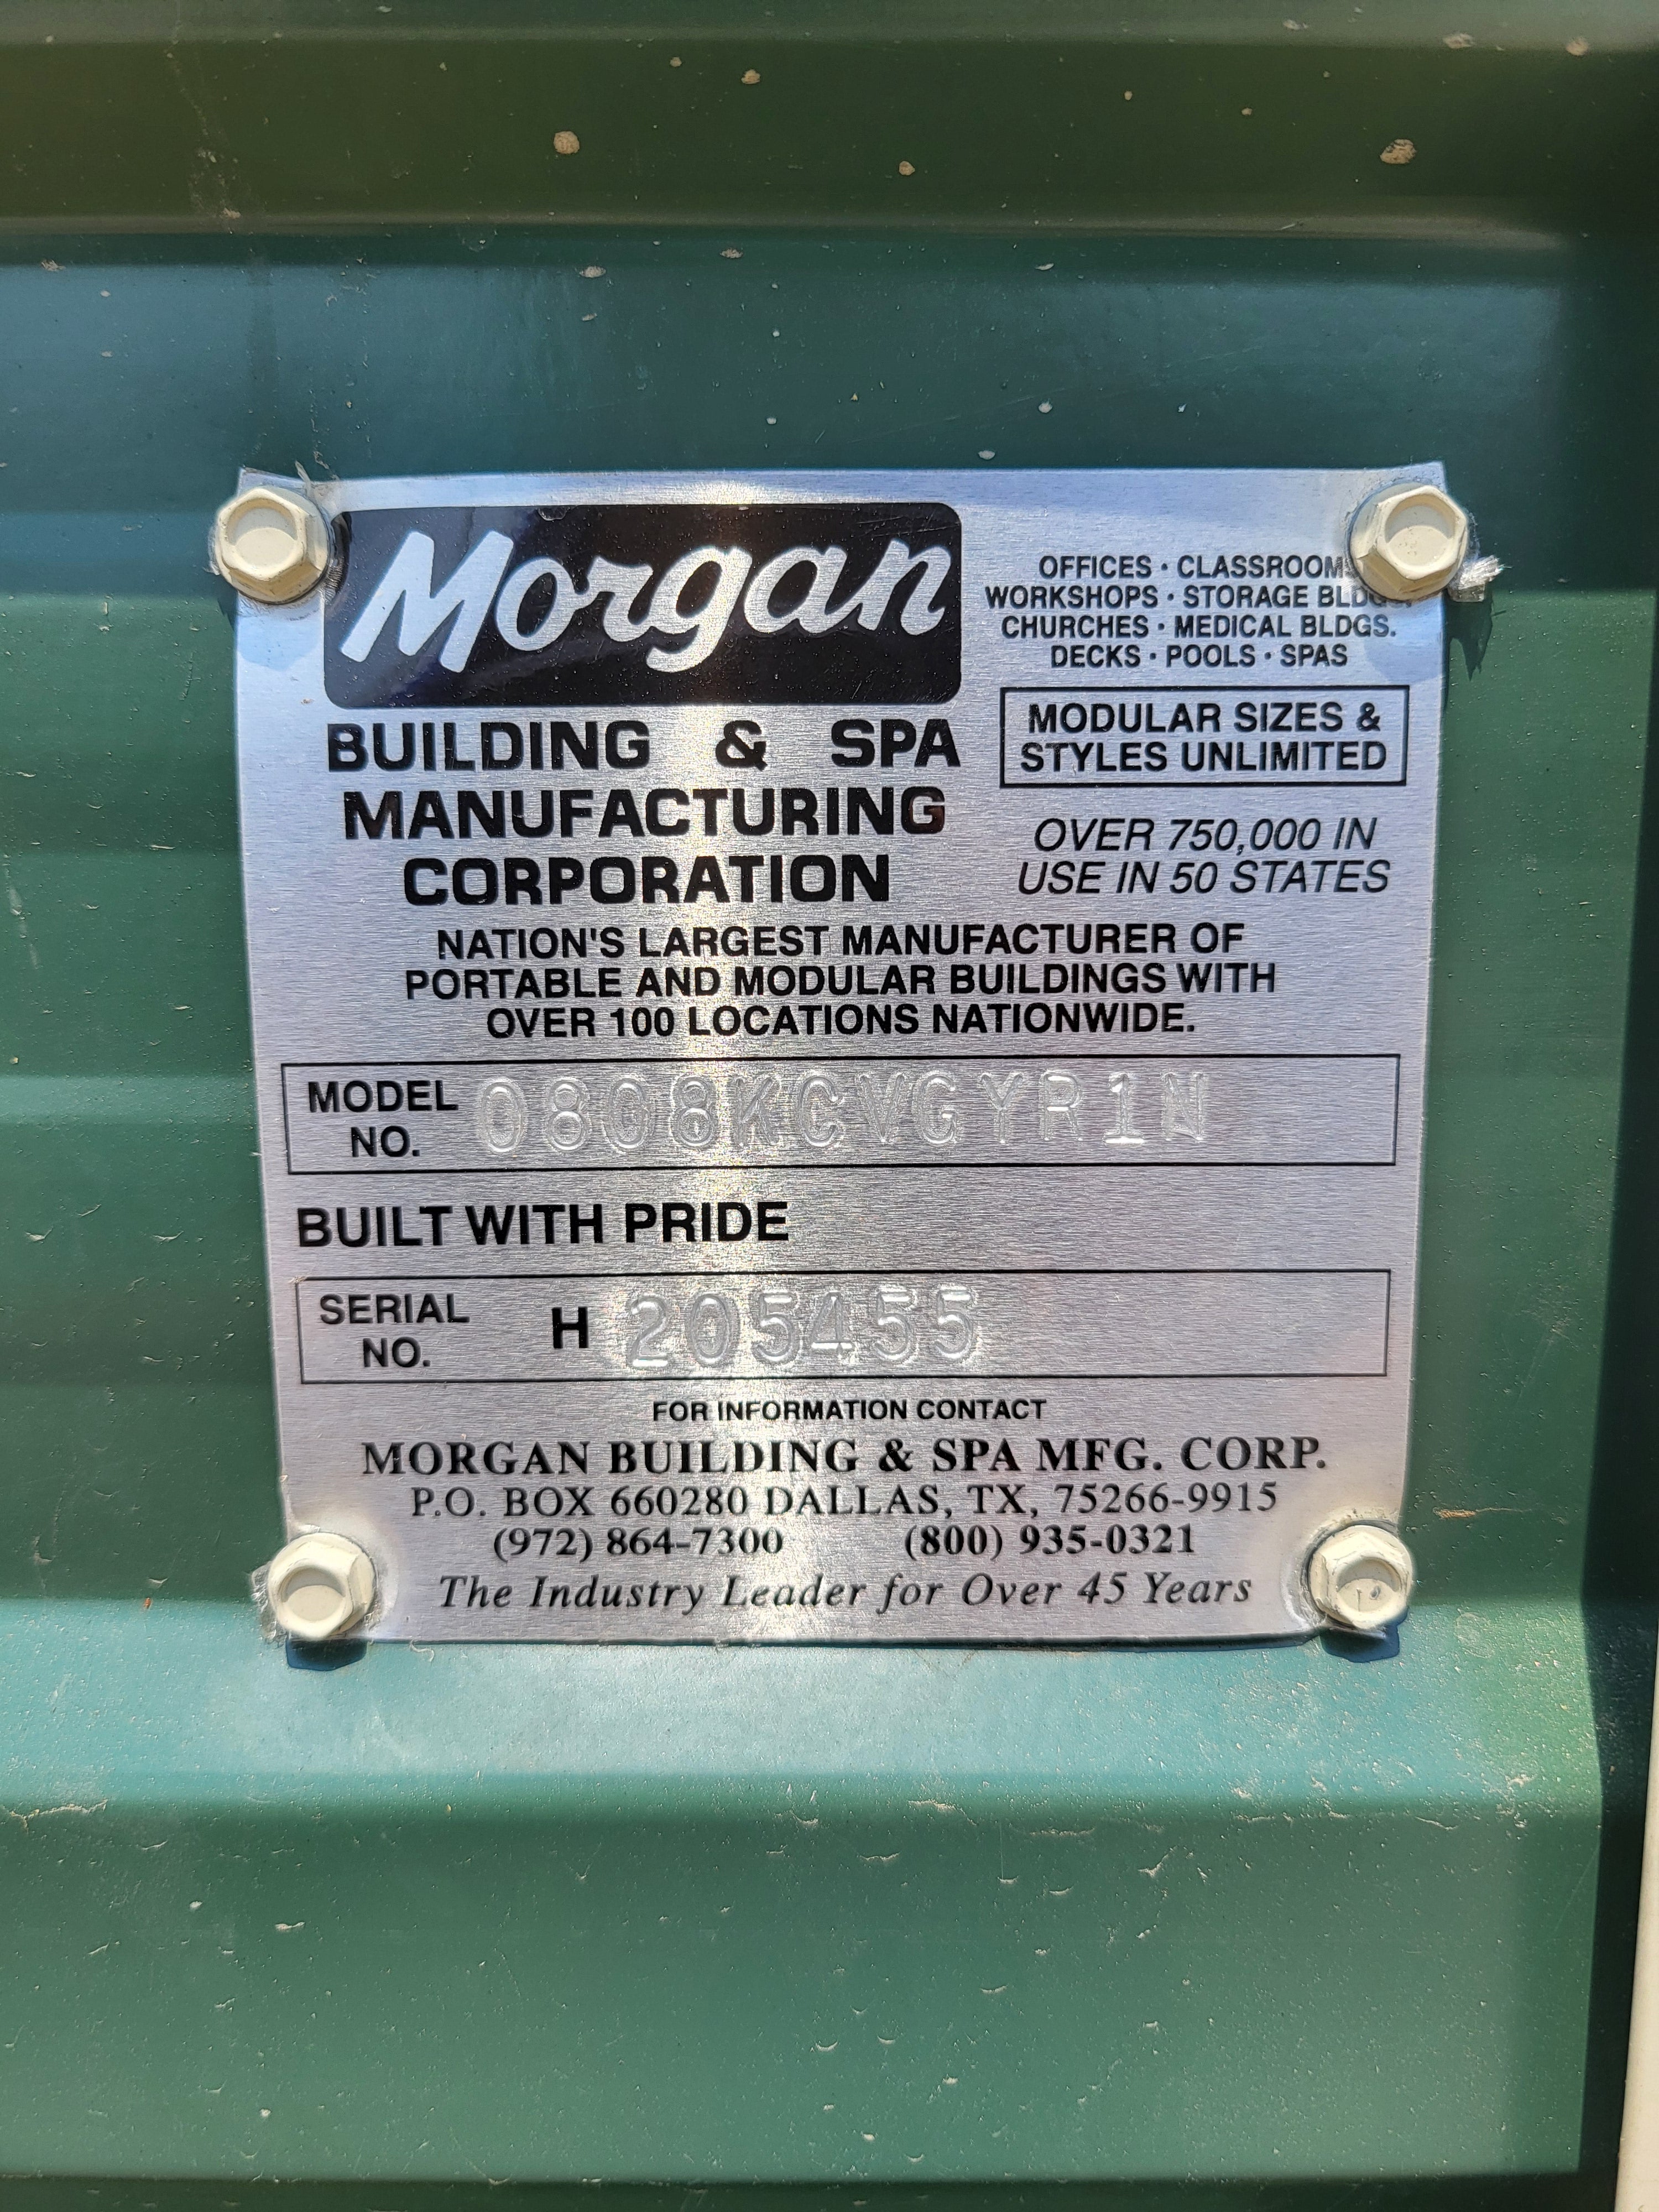 Morgan
BUILDING & SPA
MANUFACTURING
CORPORATION
OFFICES · CLASSROOMS
WORKSHOPS · STORAGE BLDGS.
CHURCHES · MEDICAL BLDGS.
DECKS · POOLS · SPAS
MODULAR SIZES &
STYLES UNLIMITED
OVER 750,000 IN
USE IN 50 STATES
NATION'S LARGEST MANUFACTURER OF
PORTABLE AND MODULAR BUILDINGS WITH
OVER 100 LOCATIONS NATIONWIDE.
MODEL NO. 0808KCVGYR1N
BUILT WITH PRIDE
SERIAL NO. H 205455
FOR INFORMATION CONTACT
MORGAN BUILDING & SPA MFG. CORP.
P.O. BOX 660280 DALLAS, TX, 75266-9915
(972) 864-7300 (800) 935-0321
The Industry Leader for Over 45 Years